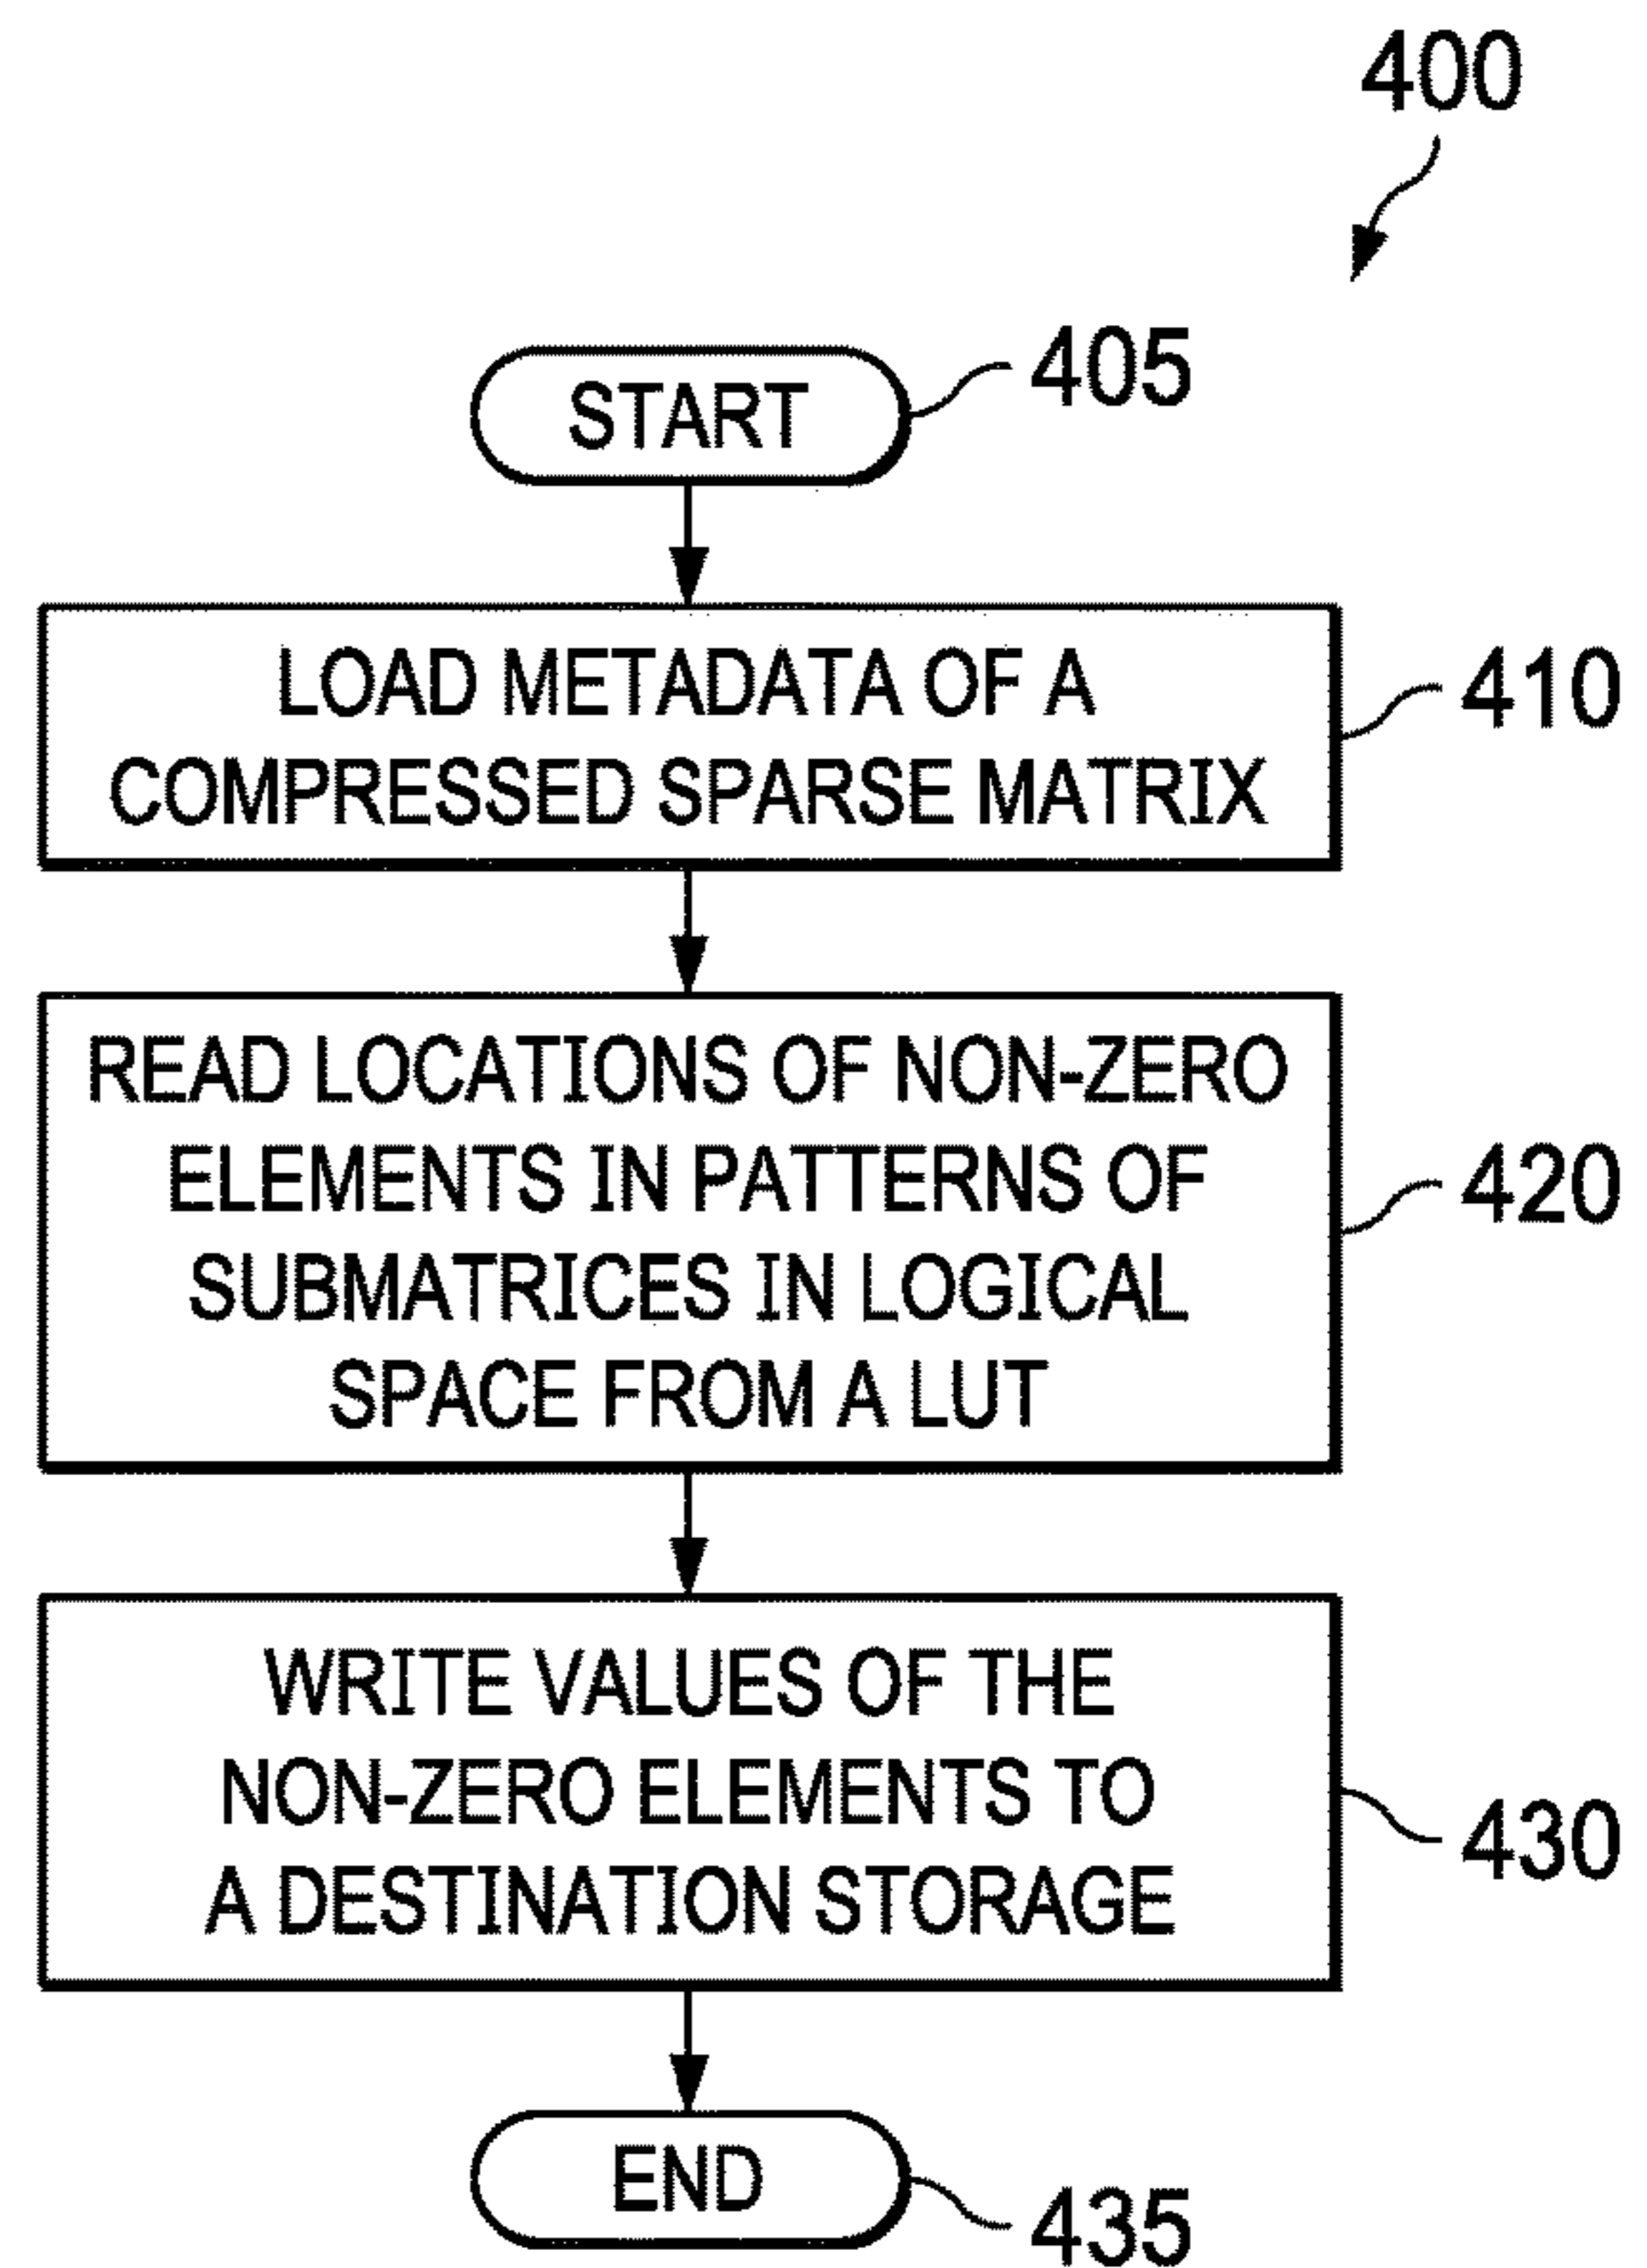 400
START
405
LOAD METADATA OF A
COMPRESSED SPARSE MATRIX
410
READ LOCATIONS OF NON-ZERO
ELEMENTS IN PATTERNS OF
SUBMATRICES IN LOGICAL
SPACE FROM A LUT
420
WRITE VALUES OF THE
NON-ZERO ELEMENTS TO
A DESTINATION STORAGE
430
END
435